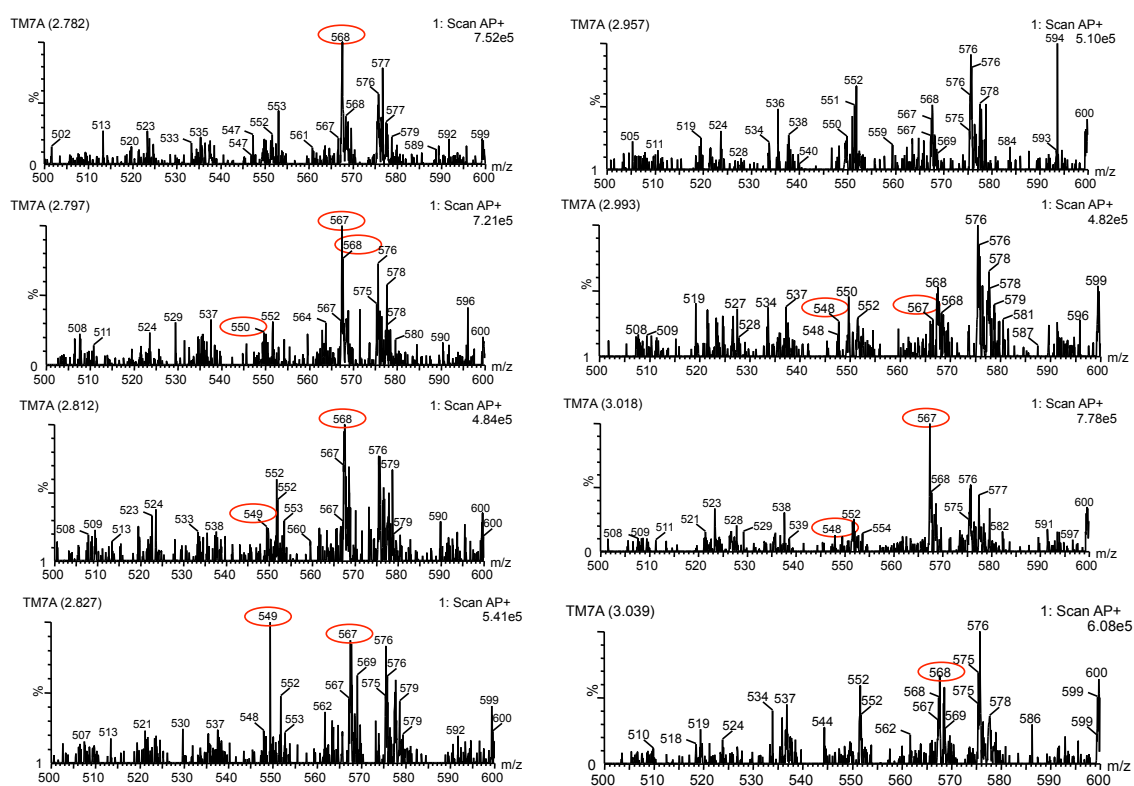 TM7A (2.782)
1: Scan AP+
7.52e5
%
0
502 513 520 523 533 535 547 547 552 553 561 567 568 568 576 577 577 579 589 592 599
500 510 520 530 540 550 560 570 580 590 600 m/z
TM7A (2.797)
1: Scan AP+
7.21e5
%
1
508 511 524 529 537 550 552 564 567 567 568 575 576 578 578 580 590 596 600
500 510 520 530 540 550 560 570 580 590 600 m/z
TM7A (2.812)
1: Scan AP+
4.84e5
%
1
508 509 513 523 524 533 538 549 552 552 553 560 567 567 568 576 579 579 590 600 600
500 510 520 530 540 550 560 570 580 590 600 m/z
TM7A (2.827)
1: Scan AP+
5.41e5
%
1
507 513 521 530 537 548 549 552 553 562 567 567 569 575 576 576 579 579 592 599 600
500 510 520 530 540 550 560 570 580 590 600 m/z
TM7A (2.957)
1: Scan AP+
5.10e5
%
1
505 511 519 524 528 534 536 538 540 550 551 552 559 567 567 568 569 575 576 576 576 578 584 593 594 600
500 510 520 530 540 550 560 570 580 590 600 m/z
TM7A (2.993)
1: Scan AP+
4.82e5
%
1
508 509 519 527 528 534 537 548 548 550 552 567 568 568 576 576 578 578 579 581 587 596 599
500 510 520 530 540 550 560 570 580 590 600 m/z
TM7A (3.018)
1: Scan AP+
7.78e5
%
0
508 509 511 521 523 528 529 538 539 548 552 554 567 568 575 576 577 582 591 597 600
500 510 520 530 540 550 560 570 580 590 600 m/z
TM7A (3.039)
1: Scan AP+
6.08e5
%
1
510 518 519 524 534 537 544 552 552 562 567 568 568 569 575 575 576 578 586 599 599 600
500 510 520 530 540 550 560 570 580 590 600 m/z